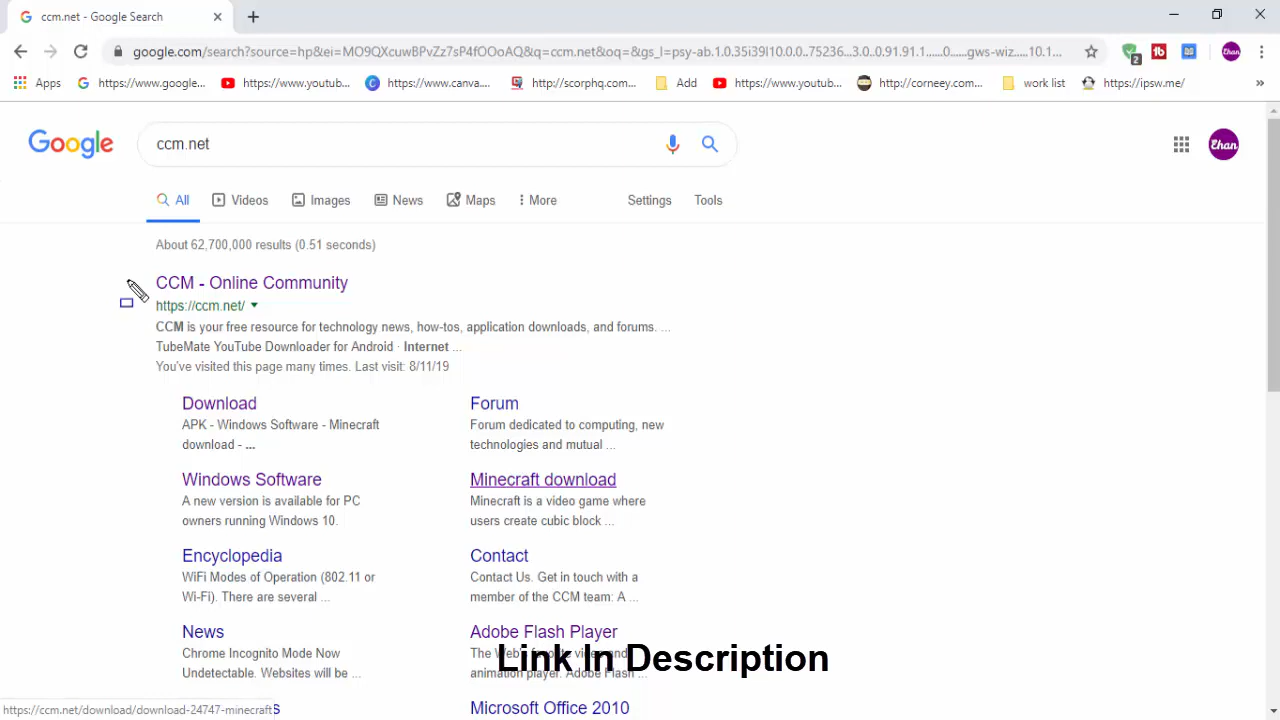 ccm.net - Google Search
google.com/search?source=hp&ei=MO9QXcuwBPvZz7sP4fOOoAQ&q=ccm.net&oq=&gs_l=psy-ab.1.0.35i39l10.0.0..75236...3.0..0.91.91.1......0....gws-wiz.....10.1...
Apps
https://www.google...
https://www.youtub...
https://www.canva....
http://scorphq.com...
Add
https://www.youtub...
http://corneey.com...
work list
https://ipsw.me/
»
Google
ccm.net
Ehan
All
Videos
Images
News
Maps
More
Settings
Tools
About 62,700,000 results (0.51 seconds)
CCM - Online Community
https://ccm.net/
CCM is your free resource for technology news, how-tos, application downloads, and forums. ...
TubeMate YouTube Downloader for Android · Internet ...
You've visited this page many times. Last visit: 8/11/19
Download
APK - Windows Software - Minecraft
download - ...
Forum
Forum dedicated to computing, new
technologies and mutual ...
Windows Software
A new version is available for PC
owners running Windows 10.
Minecraft download
Minecraft is a video game where
users create cubic block ...
Encyclopedia
WiFi Modes of Operation (802.11 or
Wi-Fi). There are several ...
Contact
Contact Us. Get in touch with a
member of the CCM team: A ...
News
Chrome Incognito Mode Now
Undetectable. Websites will be ...
Adobe Flash Player
The Web's favorite video and
animation player. Adobe Flash ...
Link In Description
Microsoft Office 2010
https://ccm.net/download/download-24747-minecraft